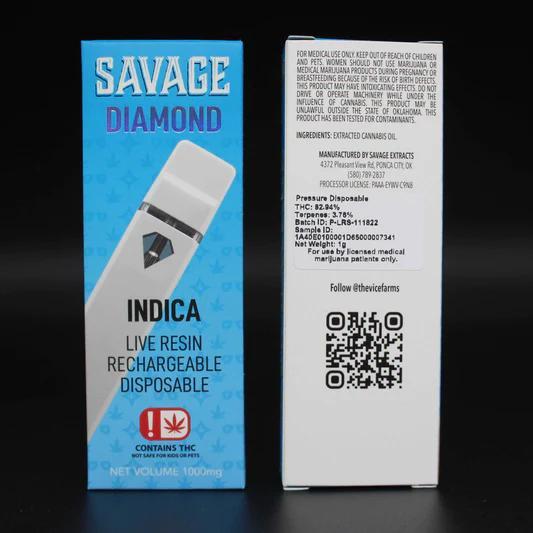 SAVAGE
DIAMOND
INDICA
LIVE RESIN
RECHARGEABLE
DISPOSABLE
CONTAINS THC
NOT SAFE FOR KIDS OR PETS
NET VOLUME 1000mg
FOR MEDICAL USE ONLY. KEEP OUT OF REACH OF CHILDREN
AND PETS. WOMEN SHOULD NOT USE MARIJUANA OR
MEDICAL MARIJUANA PRODUCTS DURING PREGNANCY OR
BREASTFEEDING BECAUSE OF THE RISK OF BIRTH DEFECTS.
THIS PRODUCT MAY HAVE INTOXICATING EFFECTS. DO NOT
DRIVE OR OPERATE MACHINERY WHILE UNDER THE
INFLUENCE OF CANNABIS. THIS PRODUCT MAY BE
UNLAWFUL OUTSIDE THE STATE OF OKLAHOMA. THIS
PRODUCT HAS BEEN TESTED FOR CONTAMINANTS.
INGREDIENTS: EXTRACTED CANNABIS OIL.
MANUFACTURED BY SAVAGE EXTRACTS
4372 Pleasant View Rd, PONCA CITY, OK
(580) 789-2837
PROCESSOR LICENSE: PAAA-EYWV-C9NB
Pressure Disposable
THC: 82.94%
Terpenes: 3.76%
Batch ID: P-LRS-111822
Sample ID:
1A40E0100001D65000007341
Net Weight: 1g
For use by licensed medical
marijuana patients only.
Follow @thevicefarms